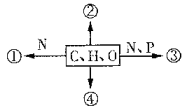 ②
① N C、H、O N、P ③
④